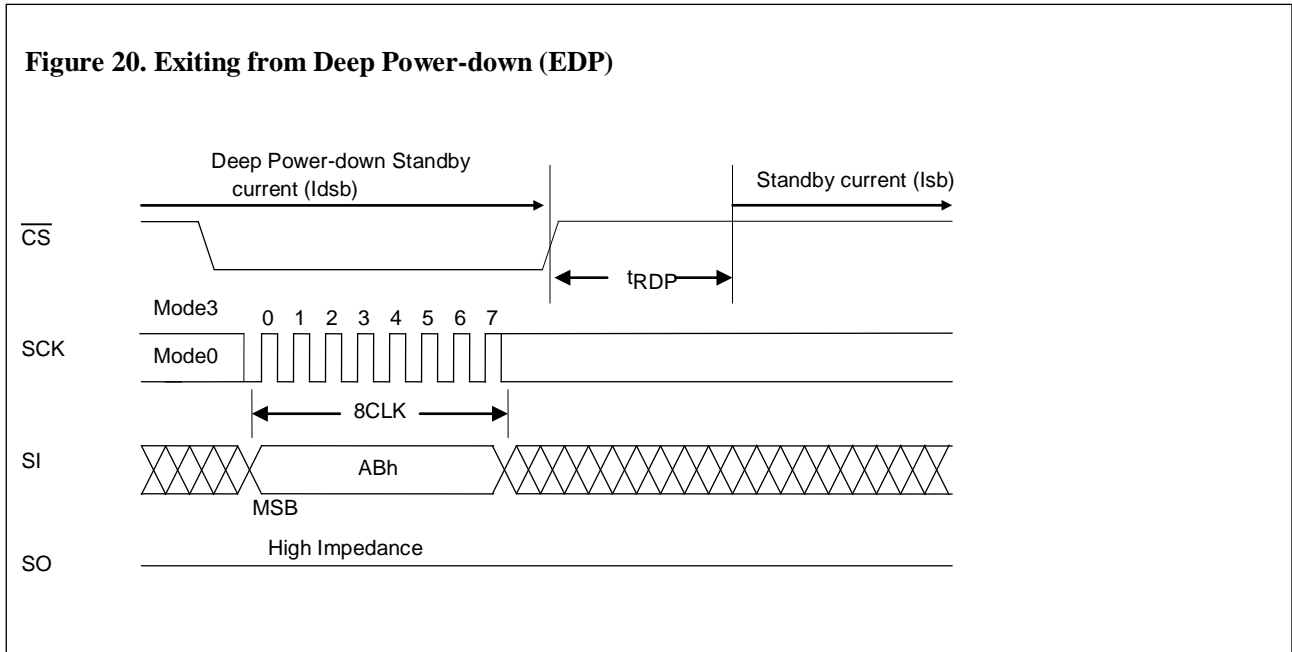 Figure 20. Exiting from Deep Power-down (EDP)
Deep Power-down Standby
current (Idsb)
Standby current (Isb)
CS
tRDP
Mode3
0 1 2 3 4 5 6 7
SCK
Mode0
8CLK
SI
ABh
MSB
High Impedance
SO